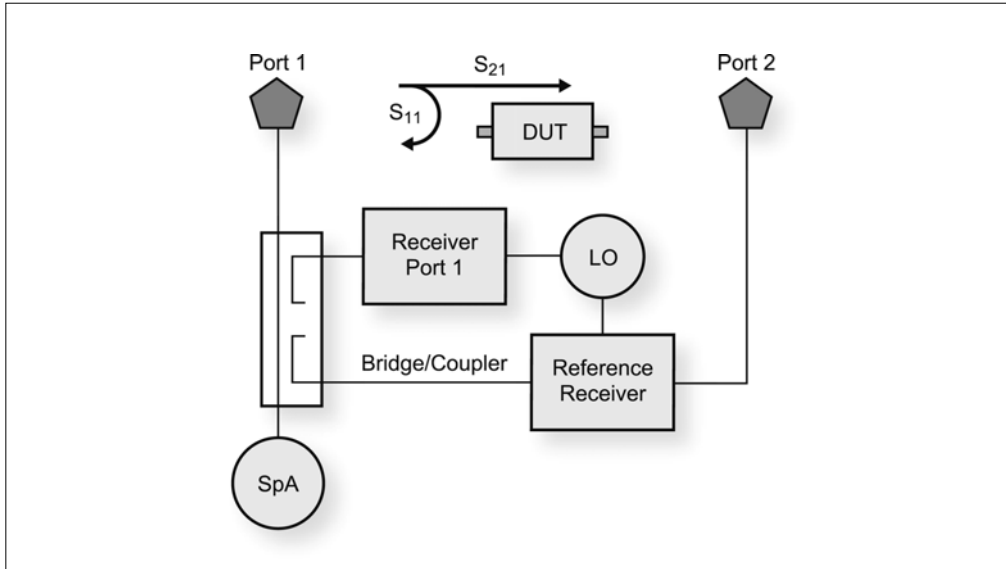 Port 1
S21
Port 2
S11
DUT
Receiver
Port 1
LO
Bridge/Coupler
Reference
Receiver
SpA